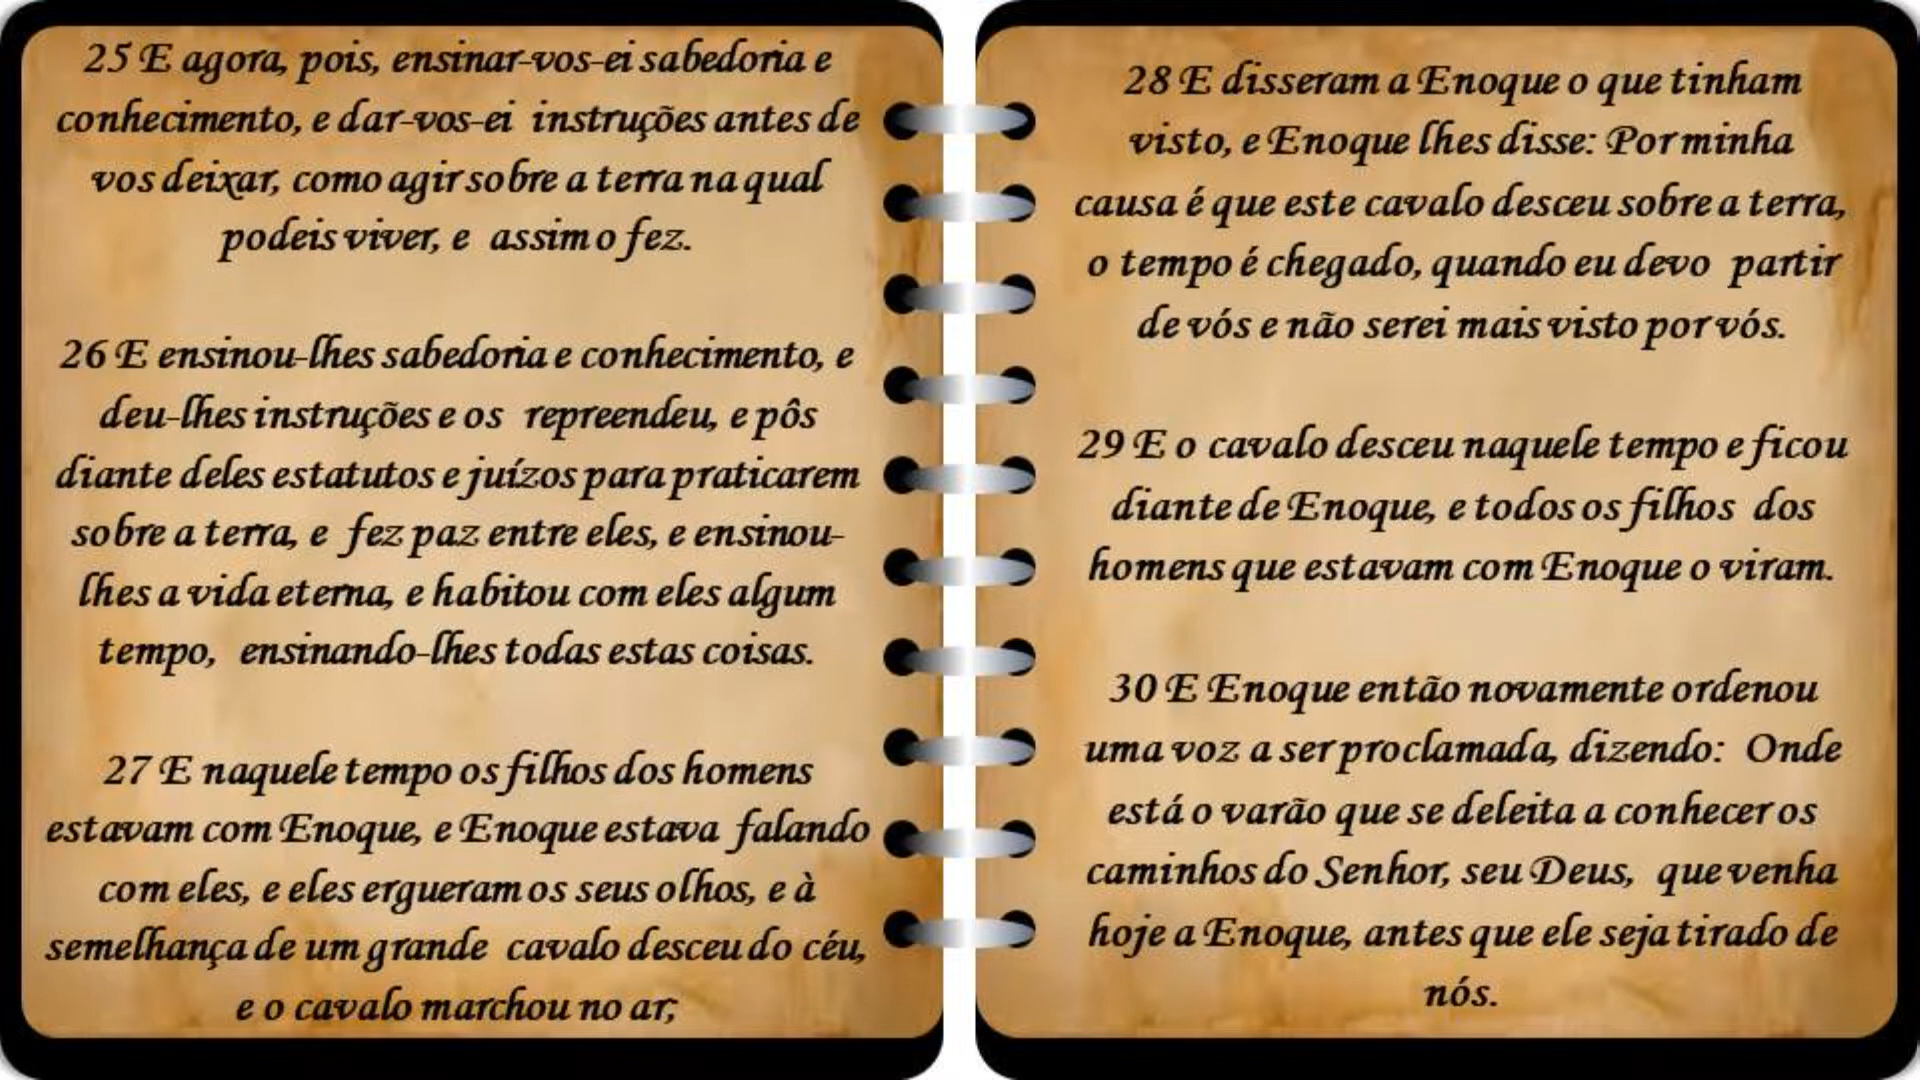 25 E agora, pois, ensinar-vos-ei sabedoria e
conhecimento, e dar-vos-ei instruções antes de
vos deixar, como agir sobre a terra na qual
podeis viver, e assim o fez.
26 E ensinou-lhes sabedoria e conhecimento, e
deu-lhes instruções e os repreendeu, e pôs
diante deles estatutos e juízos para praticarem
sobre a terra, e fez paz entre eles, e ensinou-
lhes a vida eterna, e habitou com eles algum
tempo, ensinando-lhes todas estas coisas.
27 E naquele tempo os filhos dos homens
estavam com Enoque, e Enoque estava falando
com eles, e eles ergueram os seus olhos, e à
semelhança de um grande cavalo desceu do céu,
e o cavalo marchou no ar;
28 E disseram a Enoque o que tinham
visto, e Enoque lhes disse: Por minha
causa é que este cavalo desceu sobre a terra,
o tempo é chegado, quando eu devo partir
de vós e não serei mais visto por vós.
29 E o cavalo desceu naquele tempo e ficou
diante de Enoque, e todos os filhos dos
homens que estavam com Enoque o viram.
30 E Enoque então novamente ordenou
uma voz a ser proclamada, dizendo: Onde
está o varão que se deleita a conhecer os
caminhos do Senhor, seu Deus, que venha
hoje a Enoque, antes que ele seja tirado de
nós.